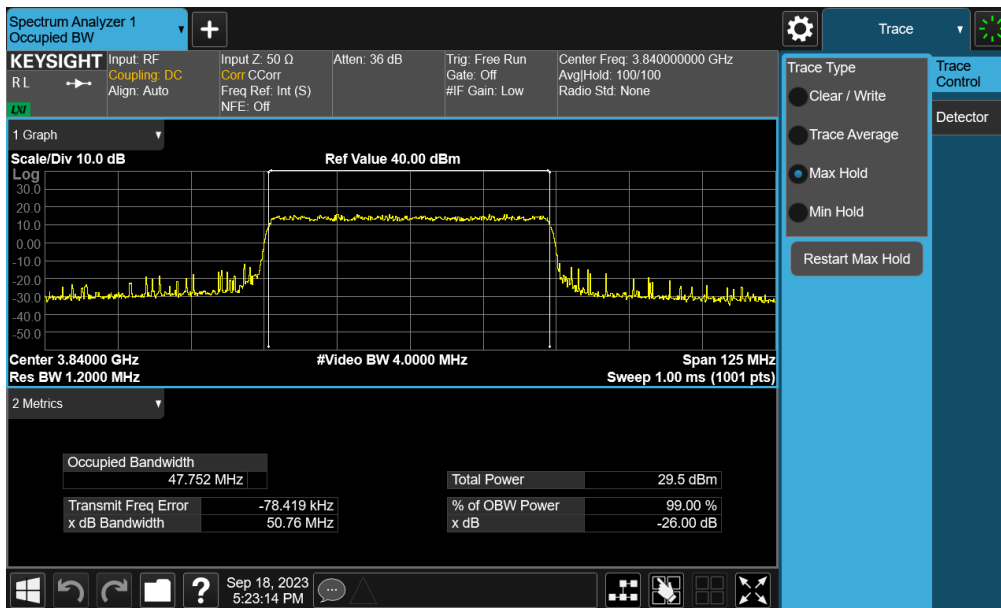 Spectrum Analyzer 1
Occupied BW
+
Trace
KEYSIGHT
R L
LXI
Input: RF
Coupling: DC
Align: Auto
Input Z: 50 Ω
Corr CCorr
Freq Ref: Int (S)
NFE: Off
Atten: 36 dB
Trig: Free Run
Gate: Off
#IF Gain: Low
Center Freq: 3.840000000 GHz
Avg|Hold: 100/100
Radio Std: None
Trace Type
Clear / Write
Trace Average
Max Hold
Min Hold
Restart Max Hold
Trace
Control
Detector
1 Graph
Scale/Div 10.0 dB
Ref Value 40.00 dBm
Log
30.0
20.0
10.0
0.00
-10.0
-20.0
-30.0
-40.0
-50.0
Center 3.84000 GHz
#Video BW 4.0000 MHz
Span 125 MHz
Res BW 1.2000 MHz
Sweep 1.00 ms (1001 pts)
2 Metrics
Occupied Bandwidth
47.752 MHz
Total Power 29.5 dBm
Transmit Freq Error -78.419 kHz
% of OBW Power 99.00 %
x dB Bandwidth 50.76 MHz
x dB -26.00 dB
?
Sep 18, 2023
5:23:14 PM